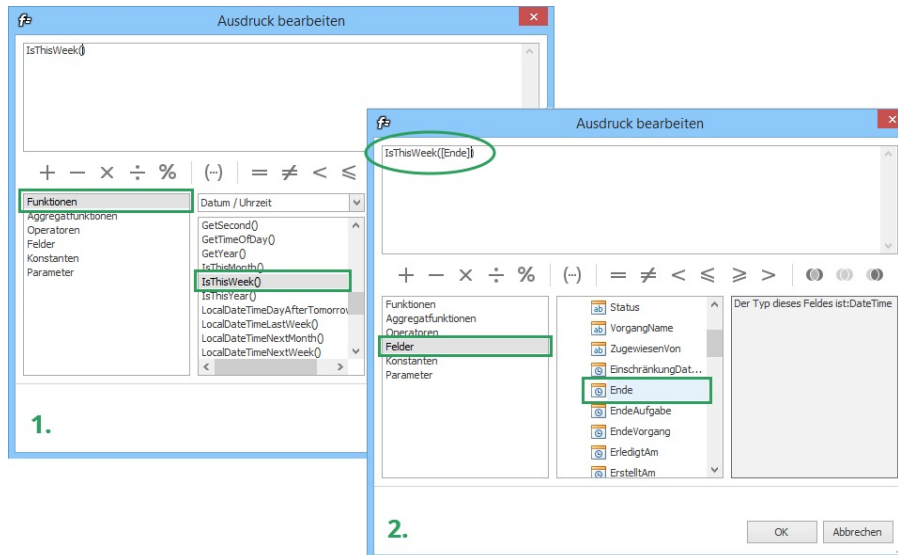 Ausdruck bearbeiten
IsThisWeek()
+ − × ÷ % (···) = ≠ < ≤
Funktionen
Aggregatfunktionen
Operatoren
Felder
Konstanten
Parameter
Datum / Uhrzeit
GetSecond()
GetTimeOfDay()
GetYear()
IsThisMonth()
IsThisWeek()
IsThisYear()
LocalDateTimeDayAfterTomorrow
LocalDateTimeLastWeek()
LocalDateTimeNextMonth()
LocalDateTimeNextWeek()
1.
Ausdruck bearbeiten
IsThisWeek([Ende])
+ − × ÷ % (···) = ≠ < ≤ ≥ >
Funktionen
Aggregatfunktionen
Operatoren
Felder
Konstanten
Parameter
Status
VorgangName
ZugewiesenVon
EinschränkungDat...
Ende
EndeAufgabe
EndeVorgang
ErledigtAm
ErstelltAm
Der Typ dieses Feldes ist:DateTime
2.
OK
Abbrechen